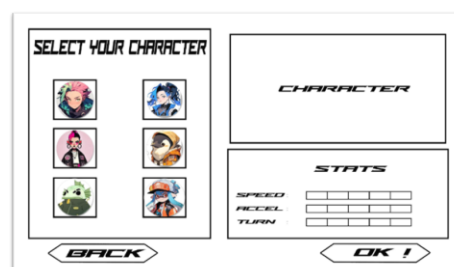 SELECT YOUR CHARACTER
CHARACTER
STATS
SPEED
ACCEL
TURN
BACK
OK !